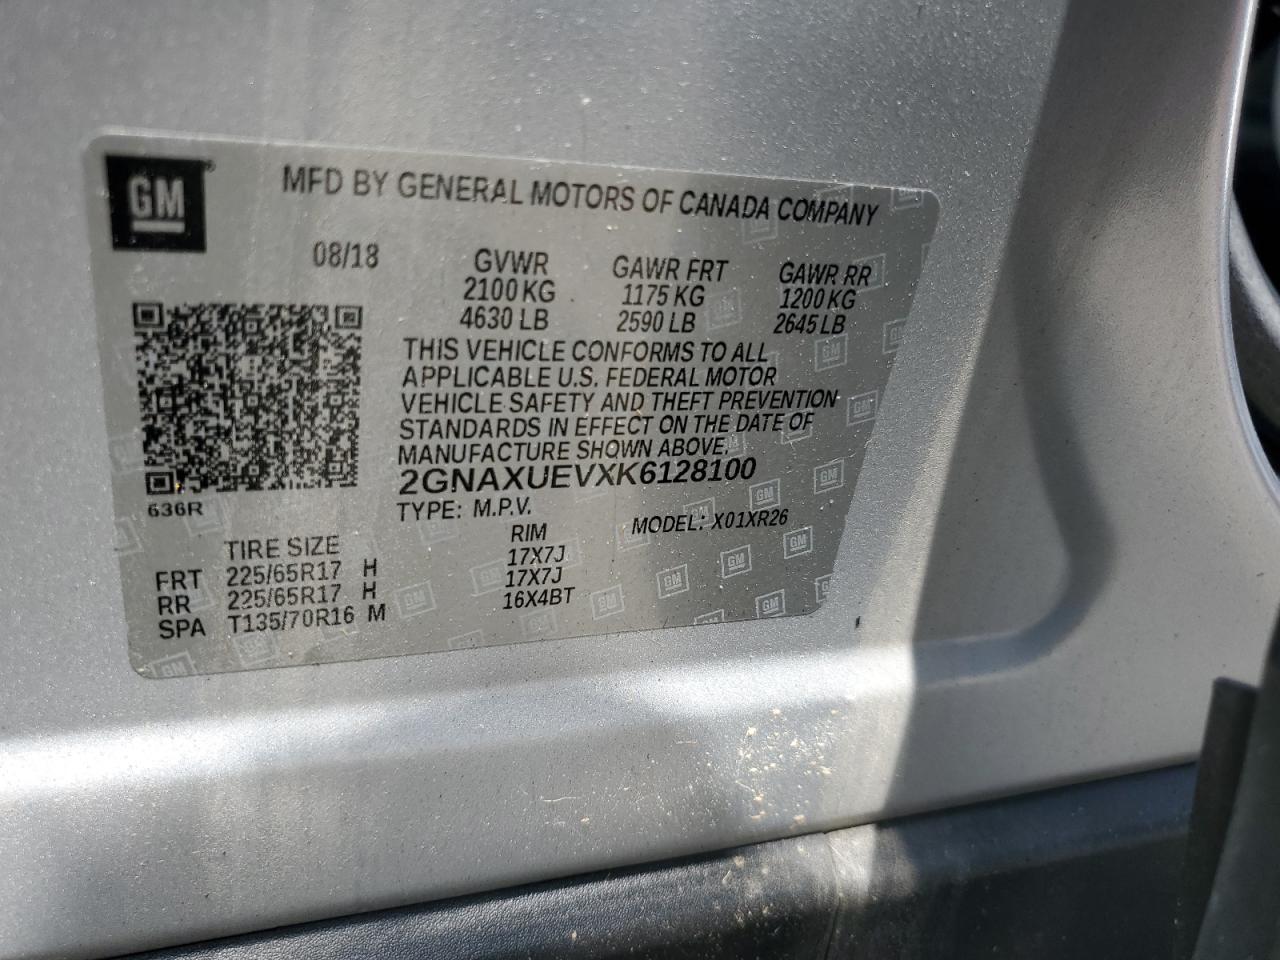 GM®
MFD BY GENERAL MOTORS OF CANADA COMPANY
08/18 GVWR GAWR FRT GAWR RR
2100 KG 1175 KG 1200 KG
4630 LB 2590 LB 2645 LB
THIS VEHICLE CONFORMS TO ALL
APPLICABLE U.S. FEDERAL MOTOR
VEHICLE SAFETY AND THEFT PREVENTION
STANDARDS IN EFFECT ON THE DATE OF
MANUFACTURE SHOWN ABOVE.
2GNAXUEVXK6128100
636R
TYPE: M.P.V. MODEL: X01XR26
TIRE SIZE RIM
FRT 225/65R17 H 17X7J
RR 225/65R17 H 17X7J
SPA T135/70R16 M 16X4BT